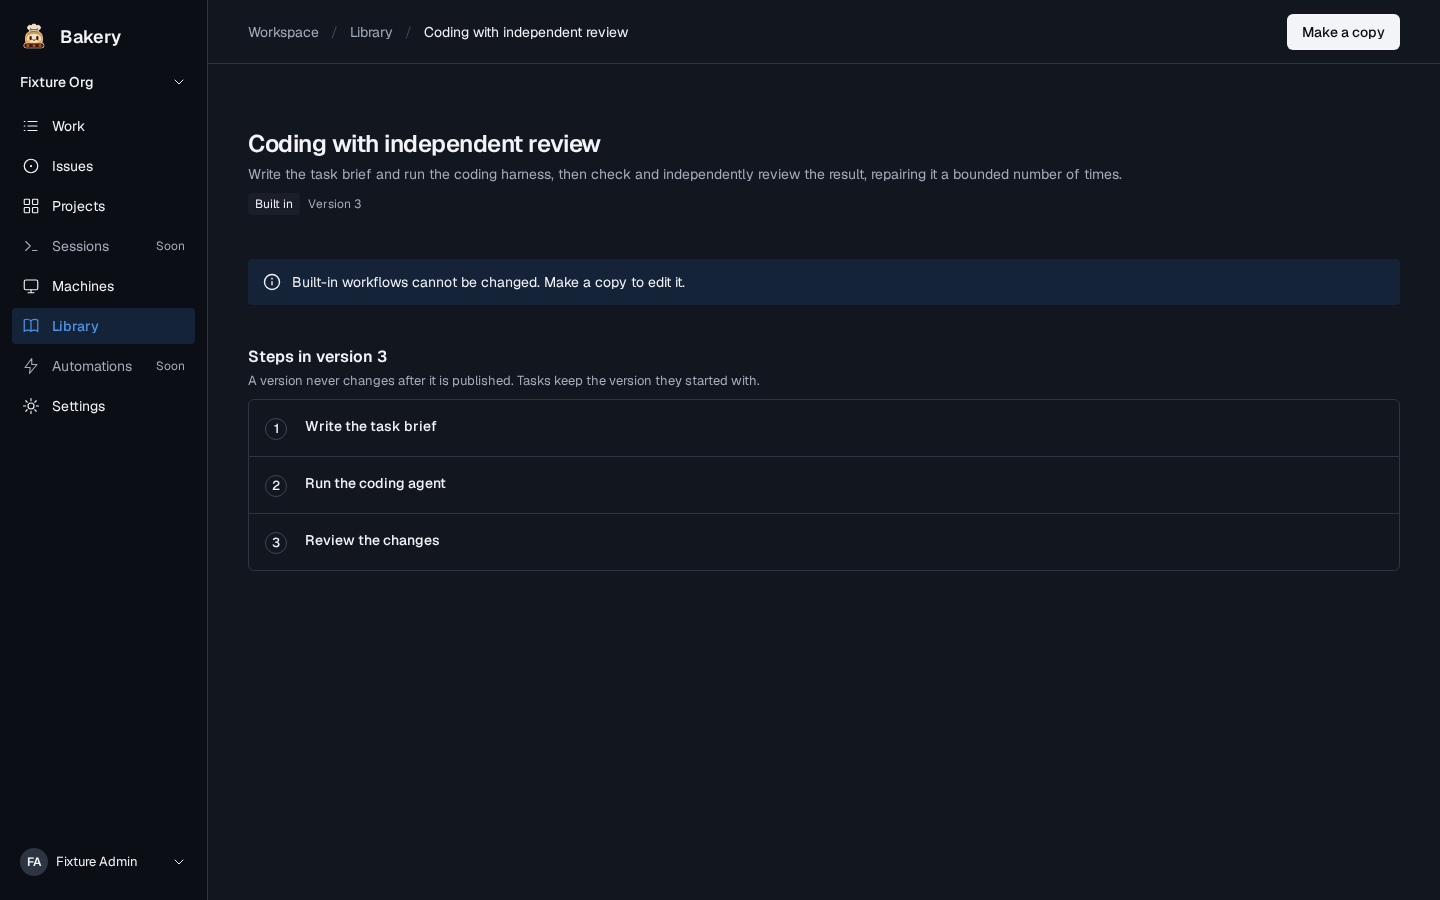 Bakery
Fixture Org
Work
Issues
Projects
Sessions Soon
Machines
Library
Automations Soon
Settings
FA Fixture Admin
Workspace / Library / Coding with independent review
Make a copy
Coding with independent review
Write the task brief and run the coding harness, then check and independently review the result, repairing it a bounded number of times.
Built in Version 3
Built-in workflows cannot be changed. Make a copy to edit it.
Steps in version 3
A version never changes after it is published. Tasks keep the version they started with.
1 Write the task brief
2 Run the coding agent
3 Review the changes